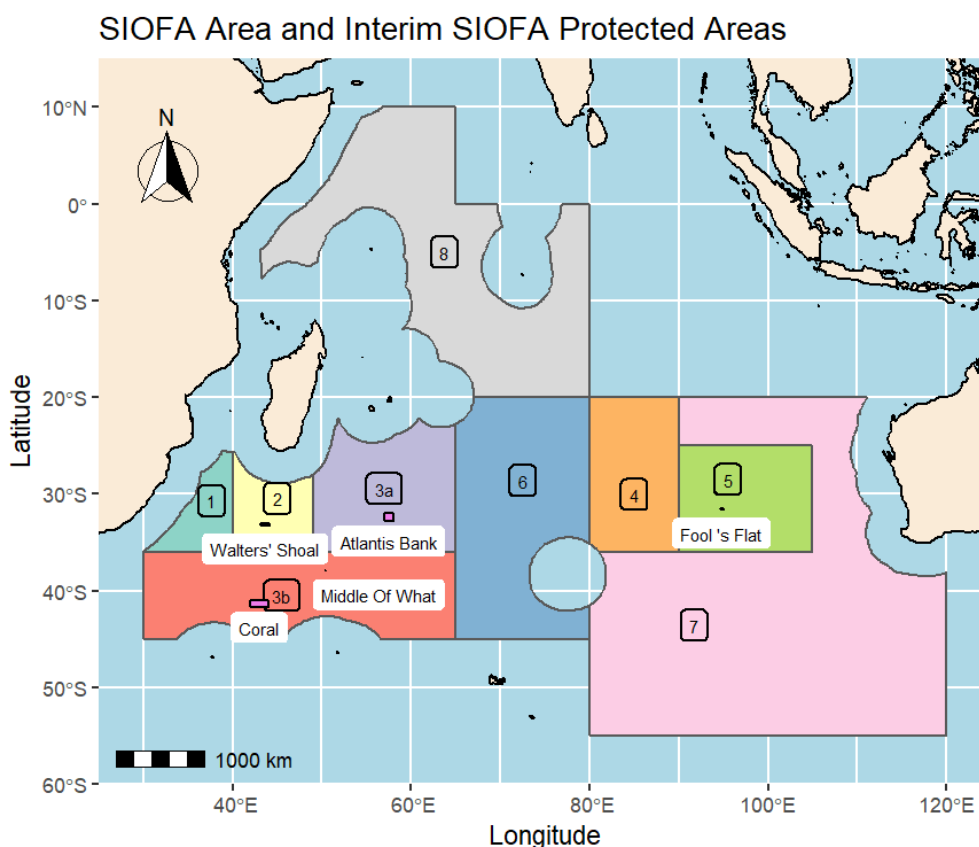 SIOFA Area and Interim SIOFA Protected Areas
N
10°N
0°
10°S
20°S
30°S
40°S
50°S
60°S
Latitude
8
1
2
3a
6
4
5
Walters' Shoal
Atlantis Bank
Fool 's Flat
3b
Middle Of What
Coral
7
1000 km
40°E
60°E
80°E
100°E
120°E
Longitude